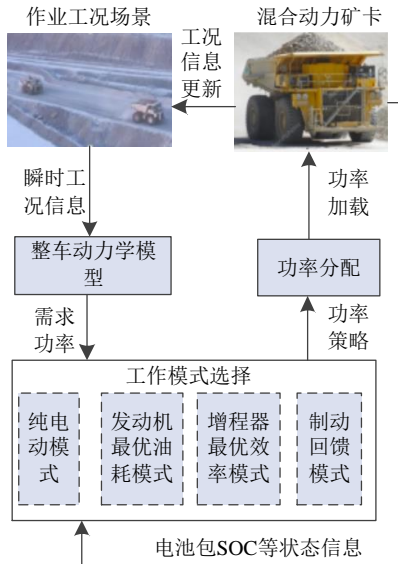 作业工况场景
混合动力矿卡
工况
信息
更新
瞬时工
况信息
功率
加载
整车动力学模
型
功率分配
需求
功率
功率
策略
工作模式选择
纯电
动模
式
发动机
最优油
耗模式
增程器
最优效
率模式
制动
回馈
模式
电池包SOC等状态信息